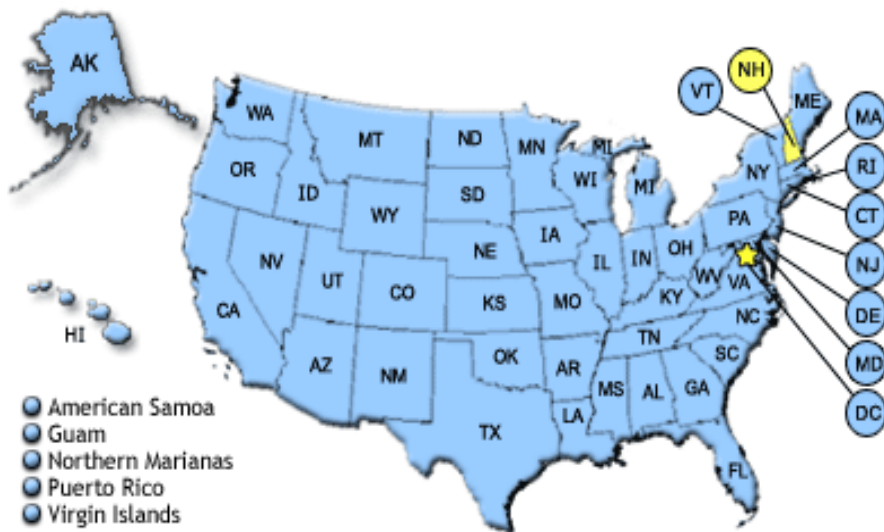 AK
NH
VT
ME
WA
MT
ND
MN
MI
MA
OR
ID
WY
SD
WI
MI
NY
RI
CT
IA
NE
PA
NJ
NV
UT
CO
KS
MO
IL
IN
OH
WV
VA
DE
CA
KY
NC
MD
HI
AZ
NM
OK
AR
TN
SC
DC
TX
LA
MS
AL
GA
FL
American Samoa
Guam
Northern Marianas
Puerto Rico
Virgin Islands